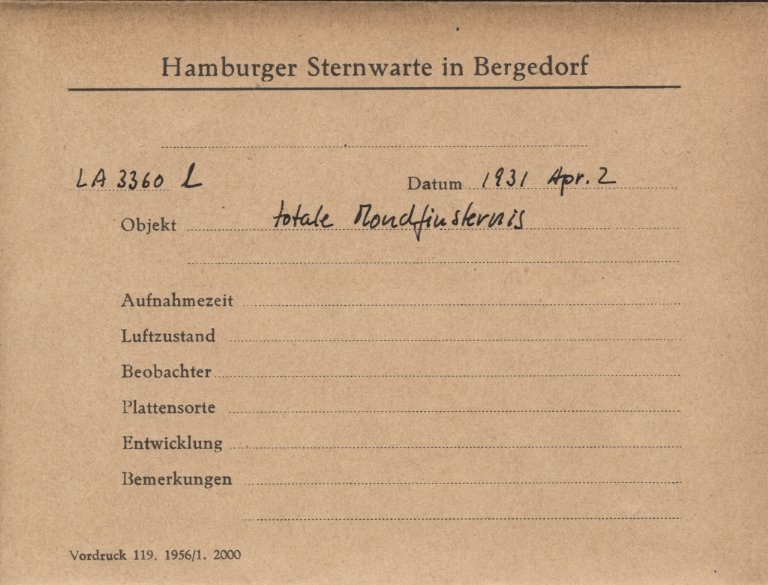 Hamburger Sternwarte in Bergedorf
LA 3360 L Datum 1931 Apr. 2
Objekt totale Mondfinsternis
Aufnahmezeit
Luftzustand
Beobachter
Plattensorte
Entwicklung
Bemerkungen
Vordruck 119. 1956/1. 2000